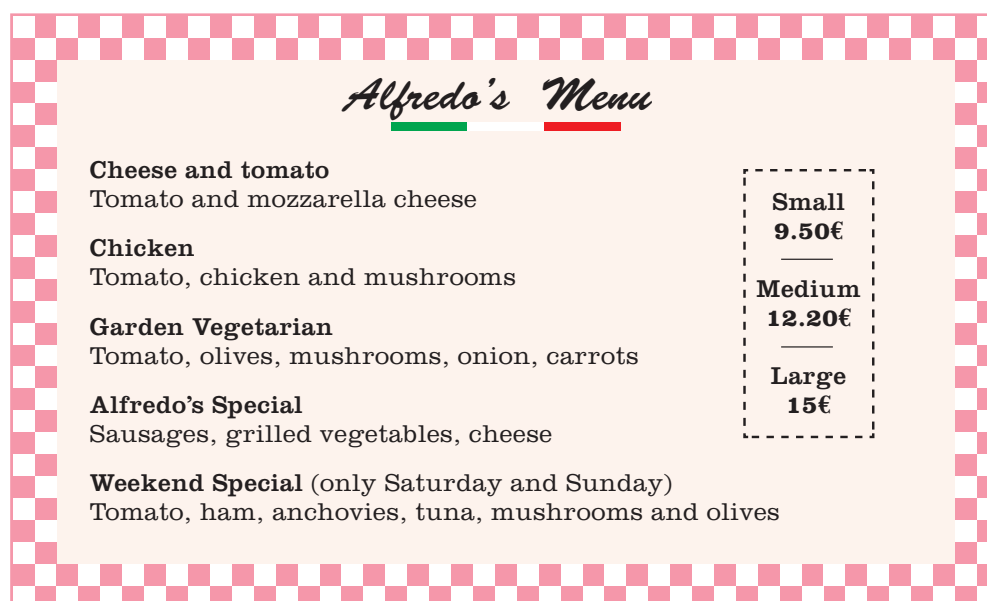 Alfredo's Menu
Cheese and tomato
Tomato and mozzarella cheese
Chicken
Tomato, chicken and mushrooms
Garden Vegetarian
Tomato, olives, mushrooms, onion, carrots
Alfredo's Special
Sausages, grilled vegetables, cheese
Weekend Special (only Saturday and Sunday)
Tomato, ham, anchovies, tuna, mushrooms and olives
Small
9.50€
Medium
12.20€
Large
15€